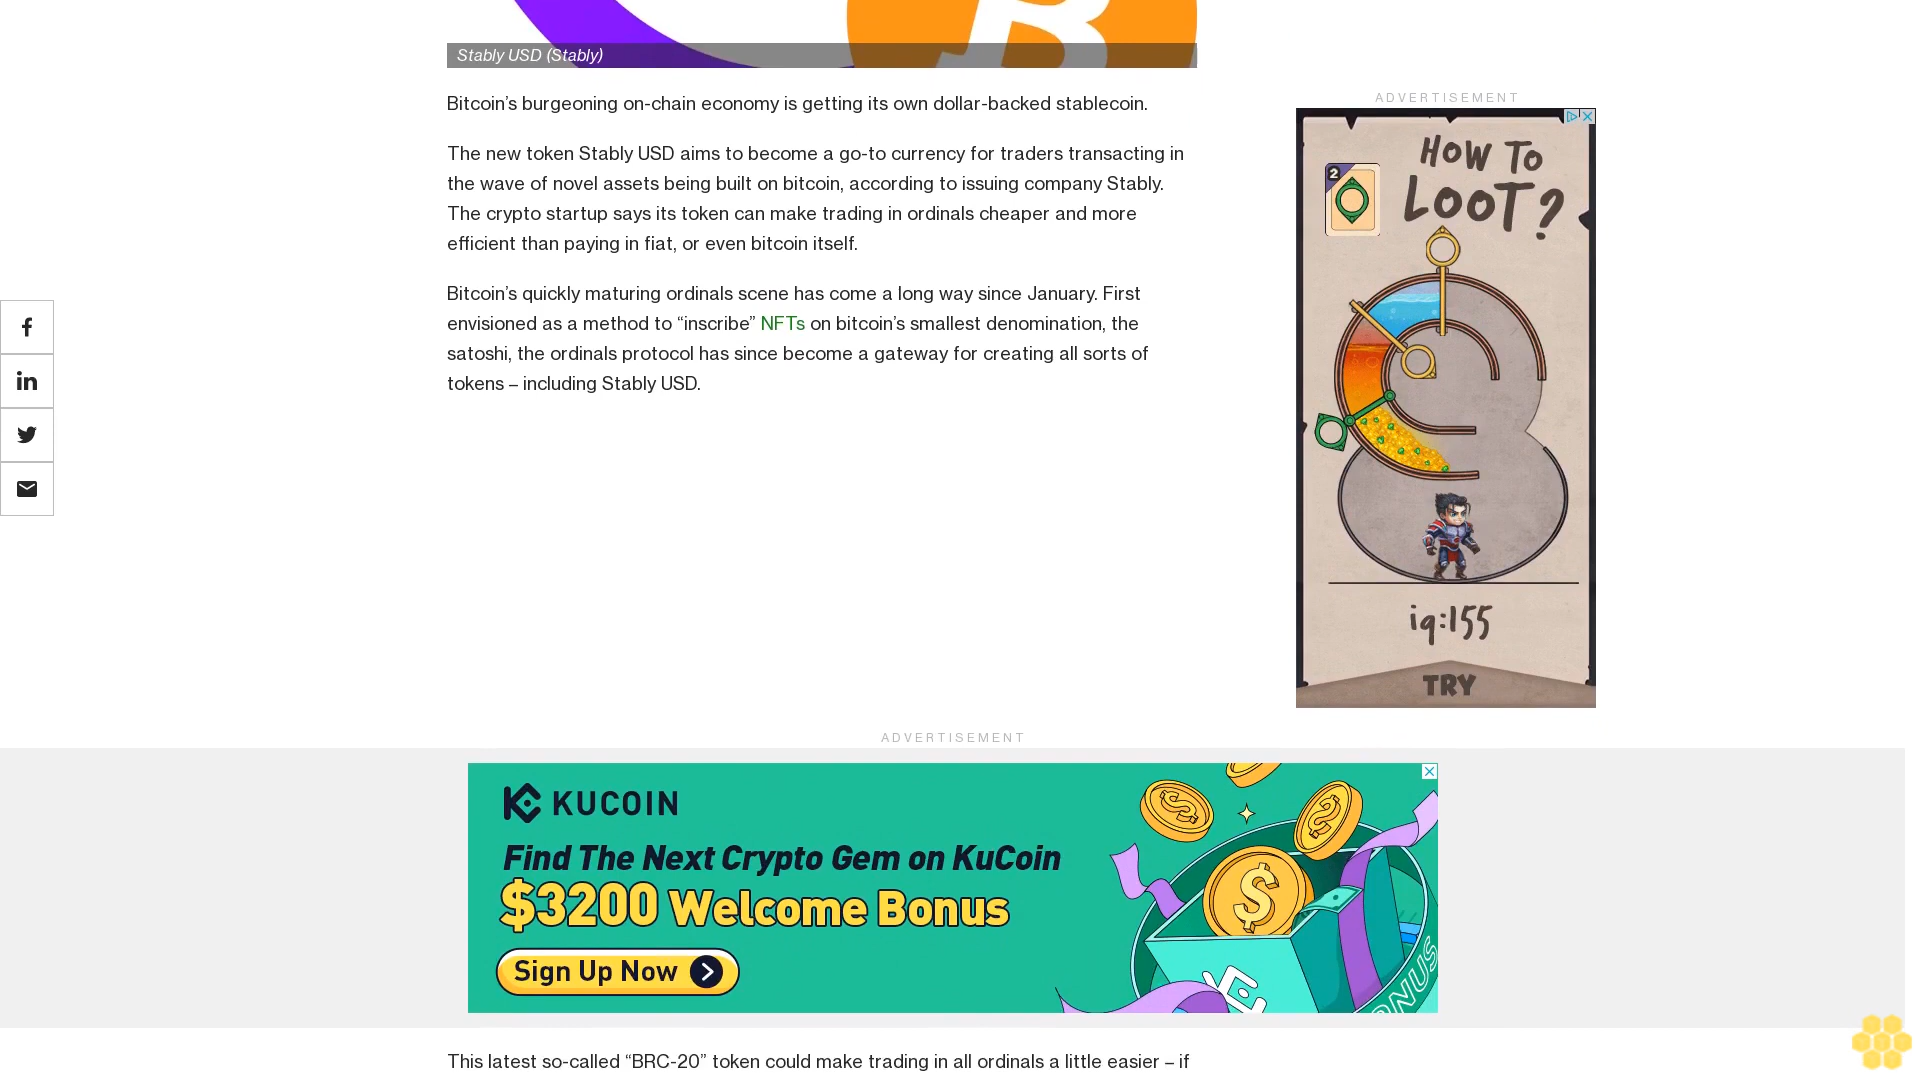 Stably USD (Stably)
Bitcoin’s burgeoning on-chain economy is getting its own dollar-backed stablecoin.
The new token Stably USD aims to become a go-to currency for traders transacting in
the wave of novel assets being built on bitcoin, according to issuing company Stably.
The crypto startup says its token can make trading in ordinals cheaper and more
efficient than paying in fiat, or even bitcoin itself.
Bitcoin’s quickly maturing ordinals scene has come a long way since January. First
envisioned as a method to “inscribe” NFTs on bitcoin’s smallest denomination, the
satoshi, the ordinals protocol has since become a gateway for creating all sorts of
tokens – including Stably USD.
ADVERTISEMENT
HOW TO
LOOT?
2
iq:155
TRY
ADVERTISEMENT
KUCOIN
Find The Next Crypto Gem on KuCoin
$3200 Welcome Bonus
Sign Up Now
BONUS
This latest so-called “BRC-20” token could make trading in all ordinals a little easier – if